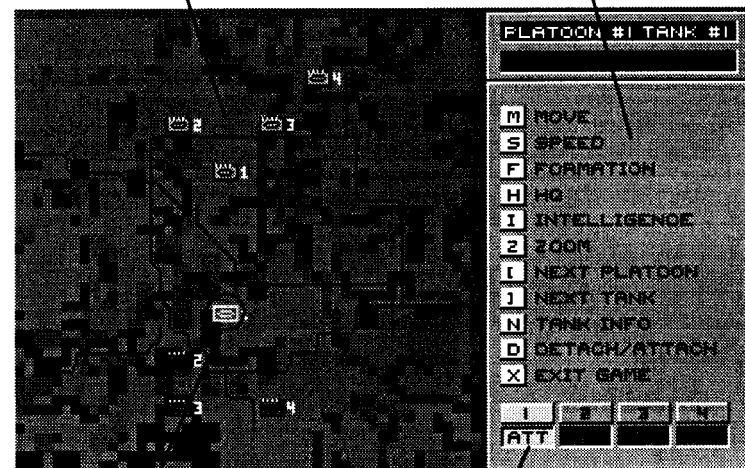 PLATOON #1 TANK #1
4
2
3
1
M MOVE
S SPEED
F FORMATION
H HQ
I INTELLIGENCE
Z ZOOM
[ NEXT PLATOON
] NEXT TANK
N TANK INFO
D DETACH/ATTACH
X EXIT GAME
2
3
4
1 2 3 4
ATT